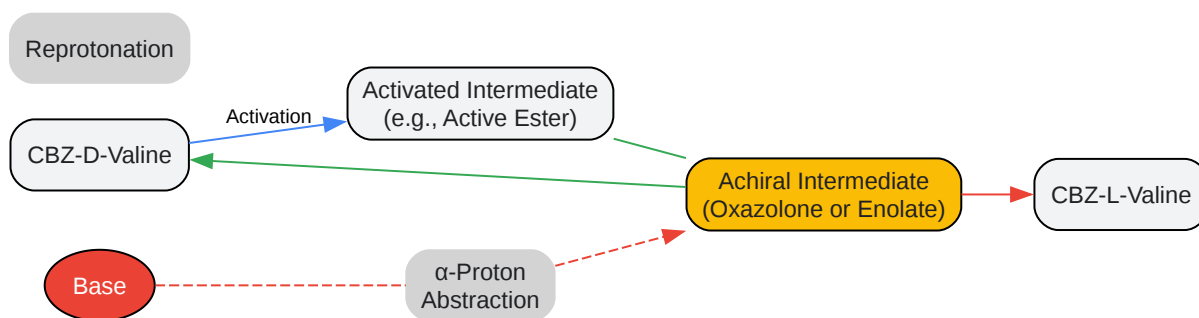 Reprotonation
Activated Intermediate
(e.g., Active Ester)
Activation
CBZ-D-Valine
Achiral Intermediate
(Oxazolone or Enolate)
CBZ-L-Valine
Base
α-Proton
Abstraction